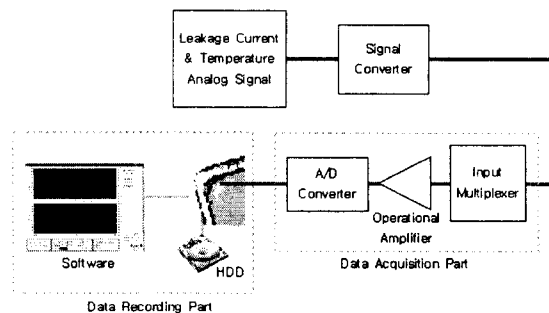 Leakage Current
& Temperature
Analog Signal
Signal
Converter
A/D
Converter
Operational
Amplifier
Input
Multiplexer
Software
HDD
Data Acquisition Part
Data Recording Part